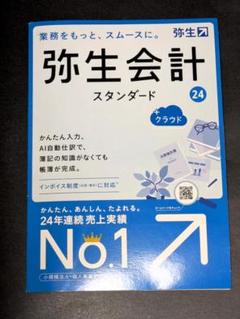 業務をもっと、スムースに。
弥生
弥生会計
スタンダード
24
+
クラウド
かんたん入力、
AI自動仕訳で、
簿記の知識がなくても
帳簿が完成。
インボイス制度
に対応
かんたん、あんしん、たよれる。
24年連続 売上実績
No.1